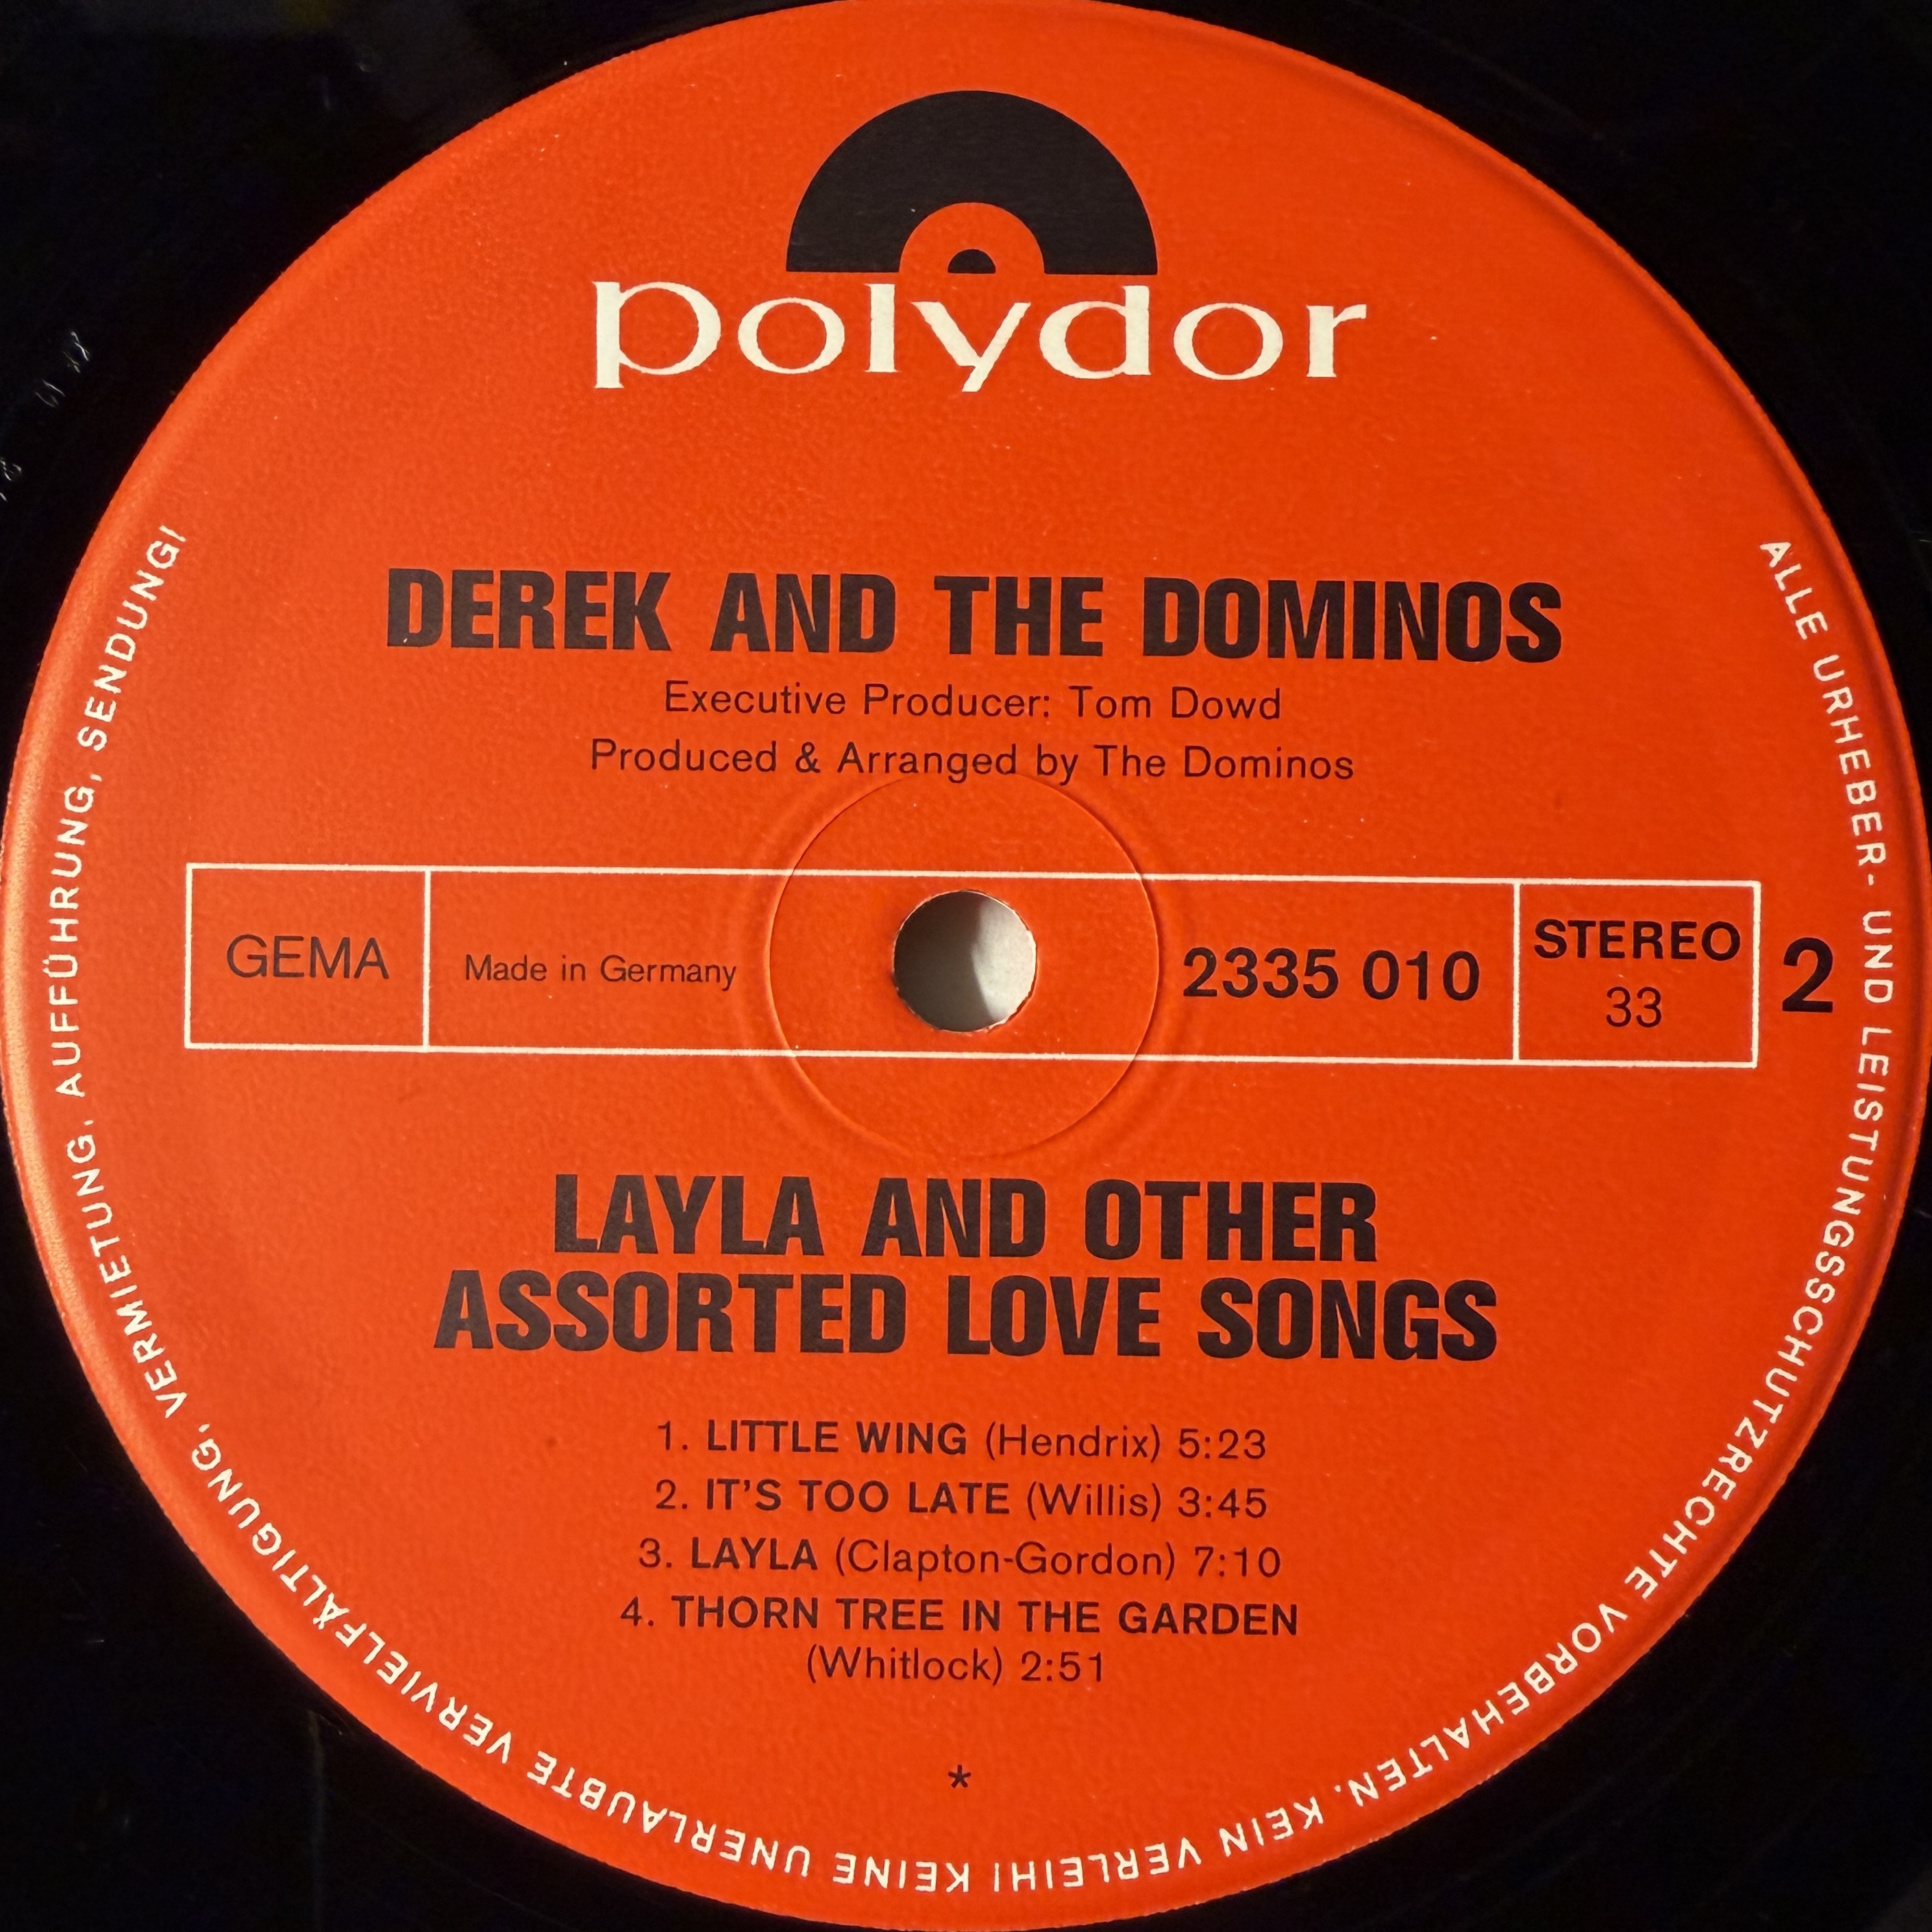 polydor
DEREK AND THE DOMINOS
Executive Producer: Tom Dowd
Produced & Arranged by The Dominos
GEMA
Made in Germany
2335 010
STEREO
33
2
LAYLA AND OTHER
ASSORTED LOVE SONGS
1. LITTLE WING (Hendrix) 5:23
2. IT'S TOO LATE (Willis) 3:45
3. LAYLA (Clapton-Gordon) 7:10
4. THORN TREE IN THE GARDEN
(Whitlock) 2:51
*
ALLE URHEBER- UND LEISTUNGSSCHUTZRECHTE VORBEHALTEN. KEIN VERLEIH! KEINE UNERLAUBTE VERVIELFÄLTIGUNG, VERMIETUNG, AUFFÜHRUNG, SENDUNG!